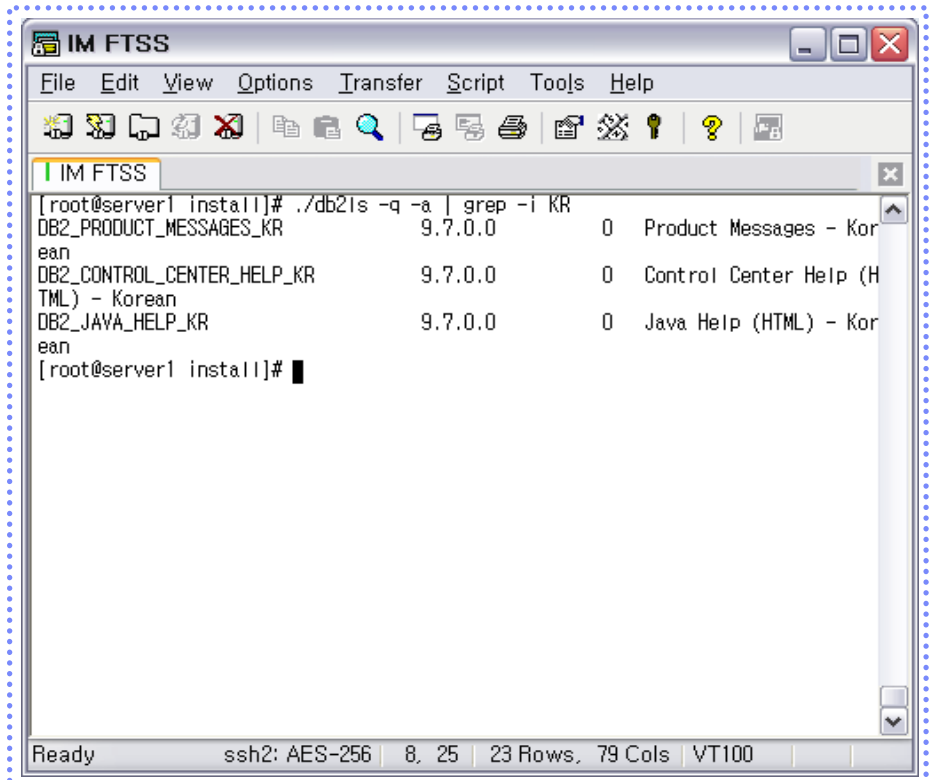 IM FTSS
File Edit View Options Transfer Script Tools Help
IM FTSS
[root@server1 install]# ./db2ls -q -a | grep -i KR
DB2_PRODUCT_MESSAGES_KR 9.7.0.0 0 Product Messages - Kor
ean
DB2_CONTROL_CENTER_HELP_KR 9.7.0.0 0 Control Center Help (H
TML) - Korean
DB2_JAVA_HELP_KR 9.7.0.0 0 Java Help (HTML) - Kor
ean
[root@server1 install]#
Ready ssh2: AES-256 8, 25 23 Rows, 79 Cols VT100